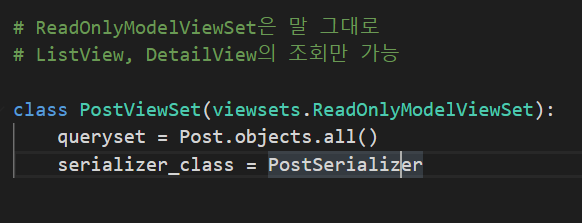 # ReadOnlyModelViewSet은 말 그대로
# ListView, DetailView의 조회만 가능
class PostViewSet(viewsets.ReadOnlyModelViewSet):
    queryset = Post.objects.all()
    serializer_class = PostSerializer